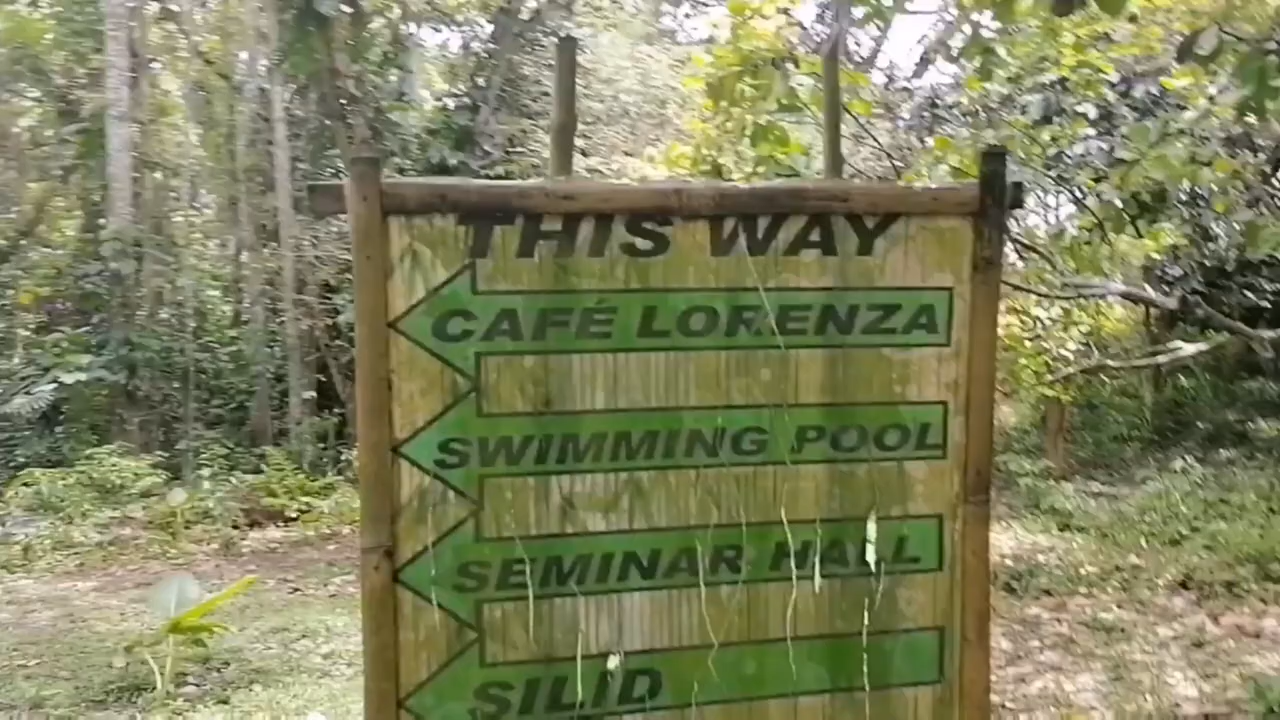 THIS WAY
CAFÉ LORENZA
SWIMMING POOL
SEMINAR HALL
SILID